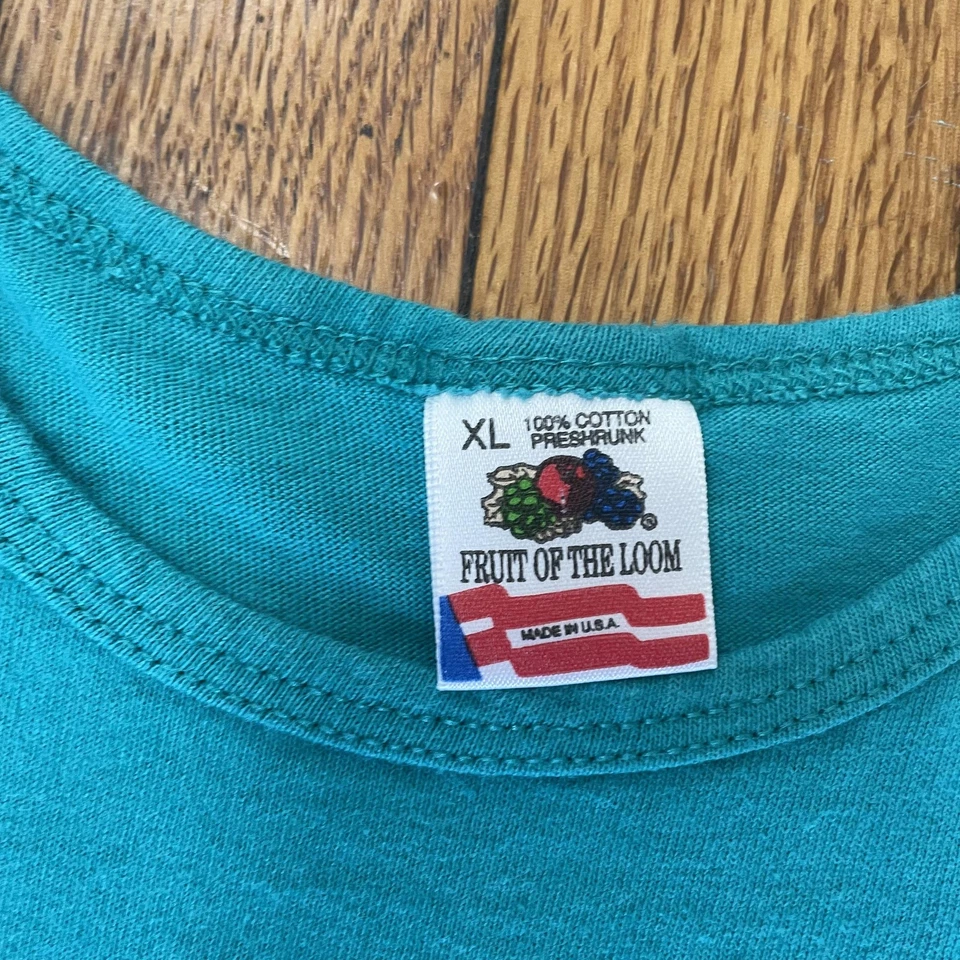 XL 100% COTTON
PRESHRUNK
®
FRUIT OF THE LOOM
MADE IN U.S.A.